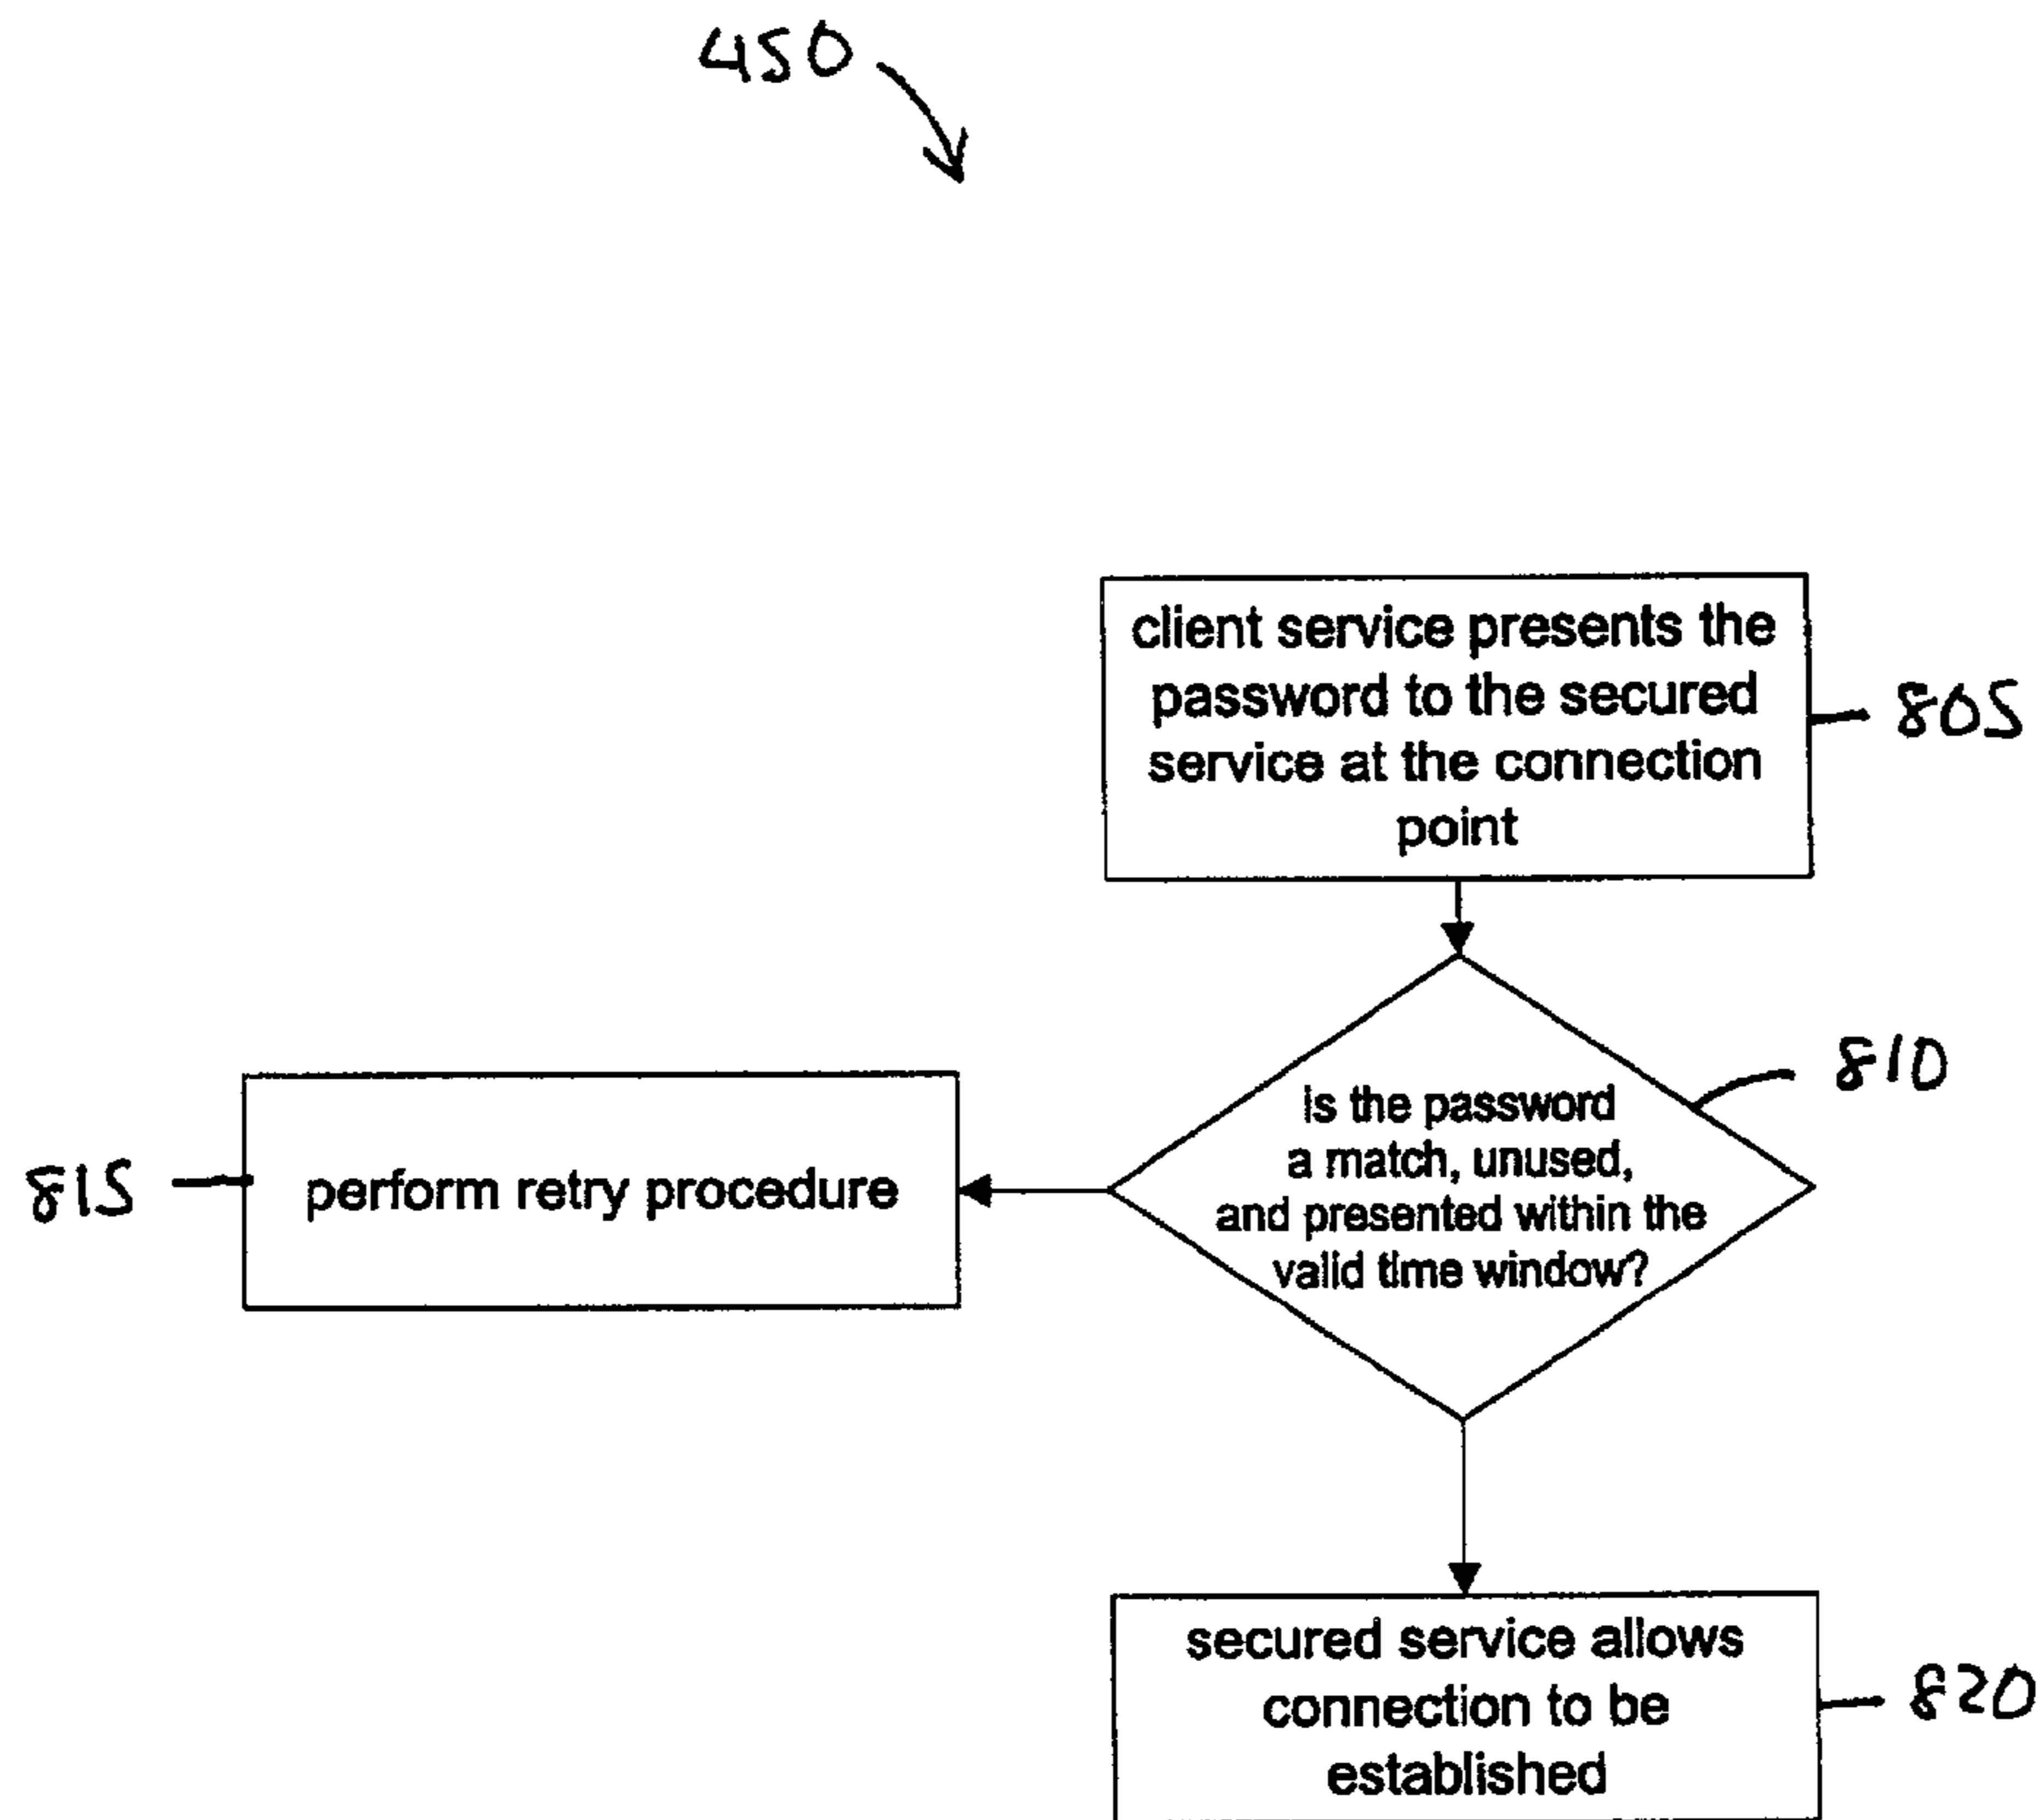 450
client service presents the
password to the secured
service at the connection
point
805
810
is the password
a match, unused,
and presented within the
valid time window?
815
perform retry procedure
secured service allows
connection to be
established
820